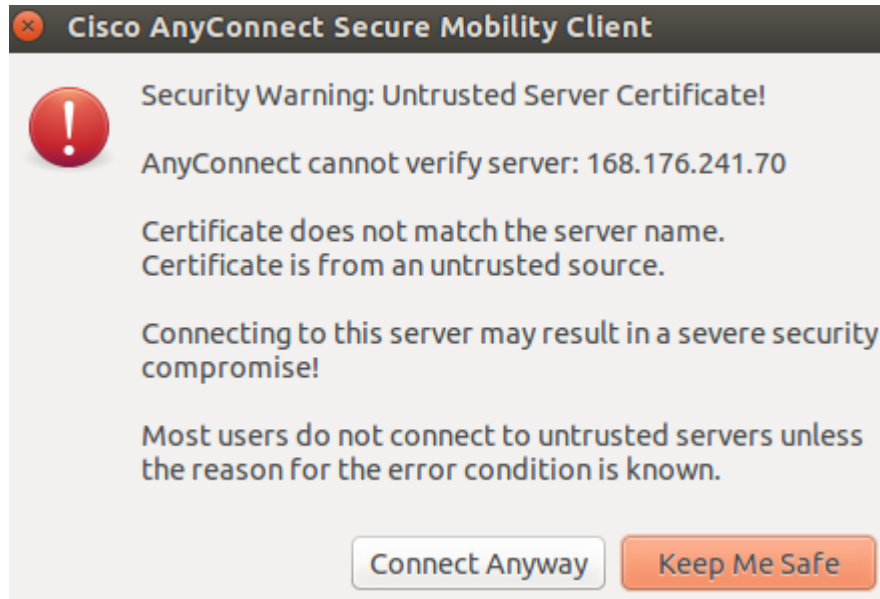 Cisco AnyConnect Secure Mobility Client
Security Warning: Untrusted Server Certificate!
AnyConnect cannot verify server: 168.176.241.70
Certificate does not match the server name.
Certificate is from an untrusted source.
Connecting to this server may result in a severe security
compromise!
Most users do not connect to untrusted servers unless
the reason for the error condition is known.
Connect Anyway
Keep Me Safe